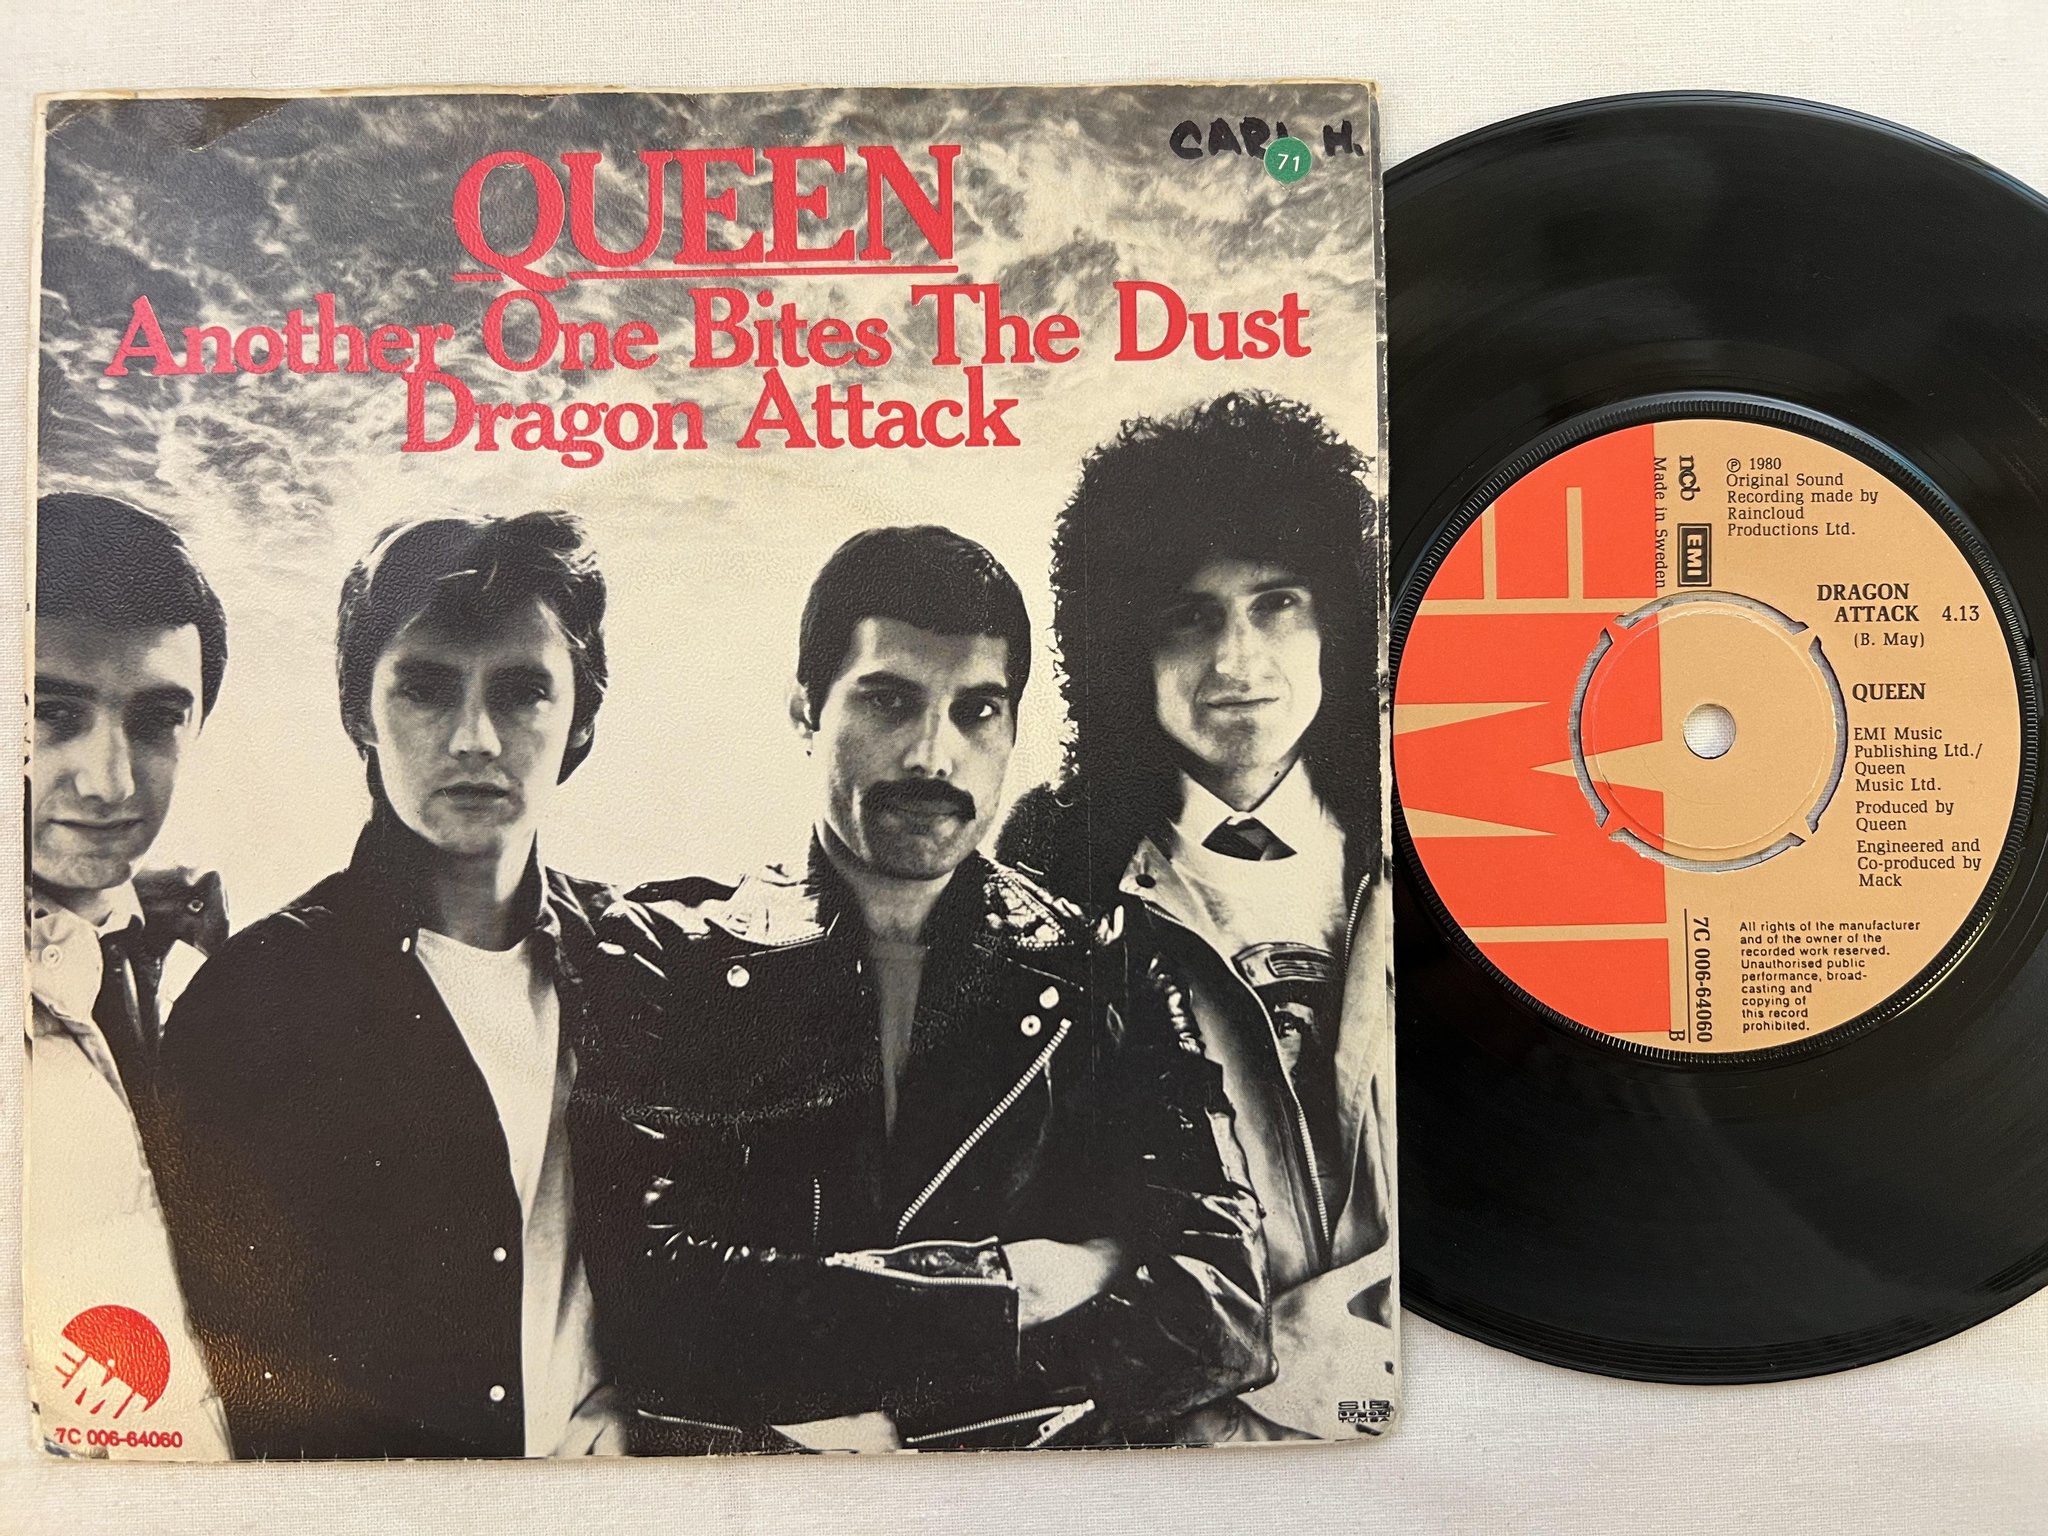 CARL H.
71
QUEEN
Another One Bites The Dust
Dragon Attack
EMI
7C 006-64060
TUMBA
℗ 1980
Original Sound
Recording made by
Raincloud
Productions Ltd.
ncb
EMI
Made in Sweden
DRAGON
ATTACK 4.13
(B. May)
QUEEN
EMI Music
Publishing Ltd./
Queen
Music Ltd.
Produced by
Queen
Engineered and
Co-produced by
Mack
7C 006-64060
B
All rights of the manufacturer
and of the owner of the
recorded work reserved.
Unauthorised public
performance, broad-
casting and
copying of
this record
prohibited.
EMI